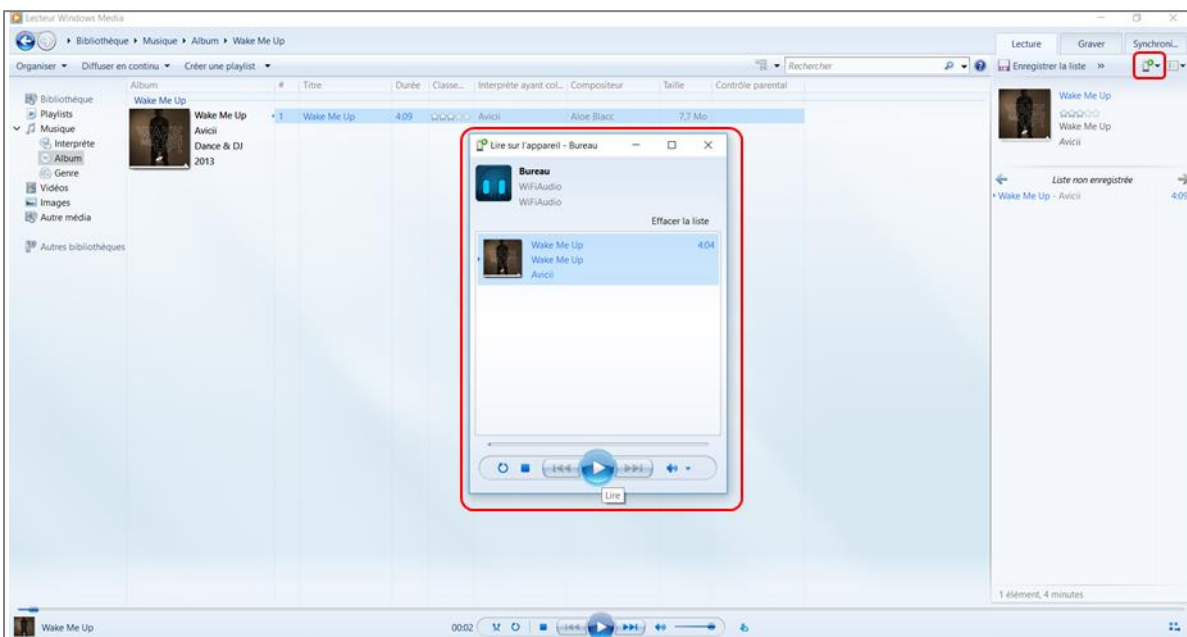 Lecteur Windows Media
Bibliothèque Musique Album Wake Me Up
Lecture Graver Synchroni...
Organiser Diffuser en continu Créer une playlist Rechercher
Enregistrer la liste »
Album # Titre Durée Classe... Interprète ayant col... Compositeur Taille Contrôle parental
Bibliothèque
Playlists
Musique
Interprète
Album
Genre
Vidéos
Images
Autre média
Autres bibliothèques
Wake Me Up
Wake Me Up
Avicii
Dance & DJ
2013
1 Wake Me Up 4:09 Avicii Aloe Blacc 7,7 Mo
Lire sur l'appareil - Bureau
Bureau
WiFiAudio
WiFiAudio
Effacer la liste
Wake Me Up 4:04
Wake Me Up
Avicii
Lire
Wake Me Up
Wake Me Up
Avicii
Liste non enregistrée
Wake Me Up - Avicii 4:09
1 élément, 4 minutes
Wake Me Up 00:02